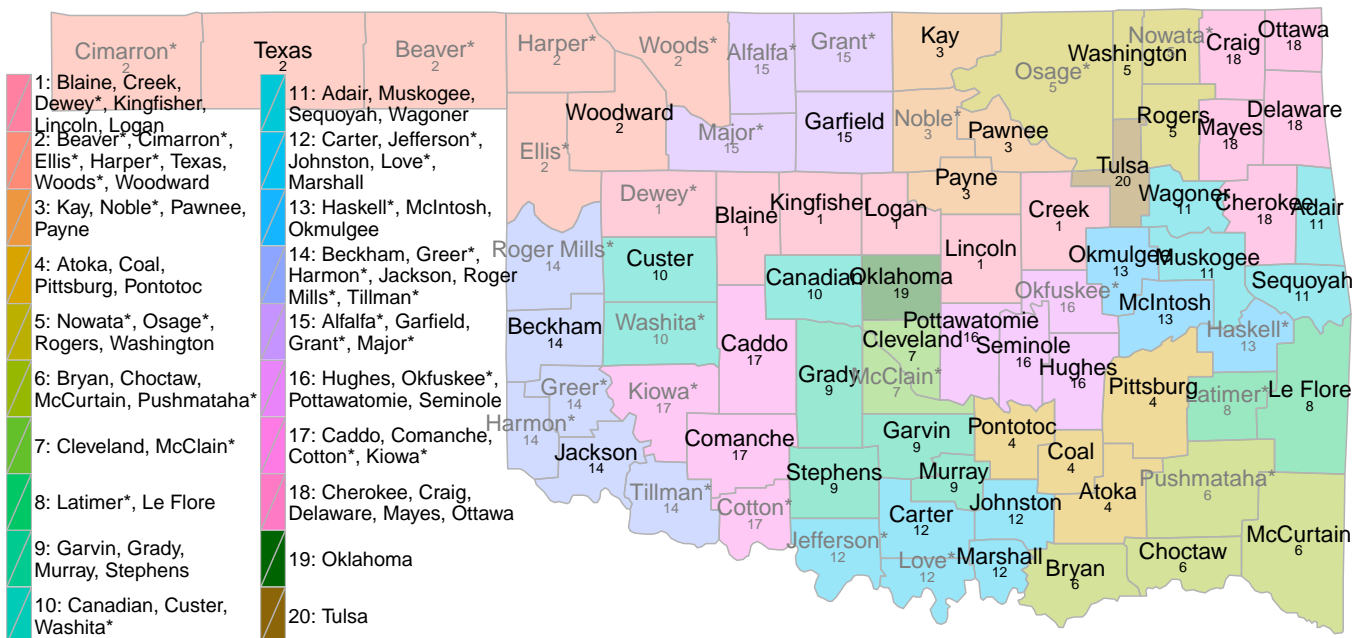 1: Blaine, Creek,
Dewey*, Kingfisher,
Lincoln, Logan
2: Beaver*, Cimarron*,
Ellis*, Harper*, Texas,
Woods*, Woodward
3: Kay, Noble*, Pawnee,
Payne
4: Atoka, Coal,
Pittsburg, Pontotoc
5: Nowata*, Osage*,
Rogers, Washington
6: Bryan, Choctaw,
McCurtain, Pushmataha*
7: Cleveland, McClain*
8: Latimer*, Le Flore
9: Garvin, Grady,
Murray, Stephens
10: Canadian, Custer,
Washita*
11: Adair, Muskogee,
Sequoyah, Wagoner
12: Carter, Jefferson*,
Johnston, Love*,
Marshall
13: Haskell*, McIntosh,
Okmulgee
14: Beckham, Greer*,
Harmon*, Jackson, Roger
Mills*, Tillman*
15: Alfalfa*, Garfield,
Grant*, Major*
16: Hughes, Okfuskee*,
Pottawatomie, Seminole
17: Caddo, Comanche,
Cotton*, Kiowa*
18: Cherokee, Craig,
Delaware, Mayes, Ottawa
19: Oklahoma
20: Tulsa
Cimarron*
2
Texas
2
Beaver*
2
Harper*
2
Woods*
2
Alfalfa*
15
Grant*
15
Kay
3
Osage*
5
Washington
5
Nowata*
5
Craig
18
Ottawa
18
Ellis*
2
Woodward
2
Major*
15
Garfield
15
Noble*
3
Pawnee
3
Rogers
5
Mayes
18
Delaware
18
Dewey*
1
Blaine
1
Kingfisher
1
Logan
1
Payne
3
Creek
1
Tulsa
20
Wagoner
11
Cherokee
18
Adair
11
Roger Mills*
14
Custer
10
Canadian
10
Oklahoma
19
Lincoln
1
Okfuskee*
16
Okmulgee
13
Muskogee
11
Sequoyah
11
Beckham
14
Washita*
10
Caddo
17
Grady
9
Cleveland
7
McClain*
7
Pottawatomie
16
Seminole
16
Hughes
16
McIntosh
13
Haskell*
13
Pittsburg
4
Latimer*
8
Le Flore
8
Greer*
14
Harmon*
14
Kiowa*
17
Jackson
14
Comanche
17
Tillman*
14
Cotton*
17
Stephens
9
Garvin
9
Murray
9
Pontotoc
4
Coal
4
Atoka
4
Pushmataha*
6
McCurtain
6
Jefferson*
12
Carter
12
Johnston
12
Love*
12
Marshall
12
Bryan
6
Choctaw
6